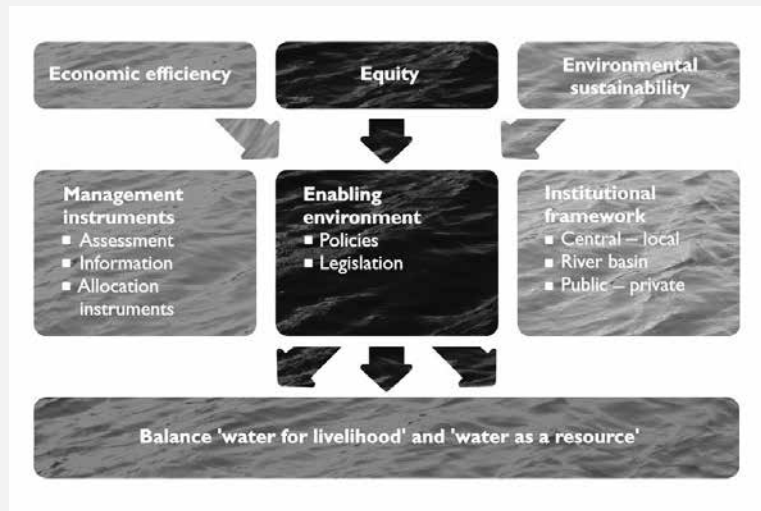 Economic efficiency
Equity
Environmental
sustainability
Management
instruments
■ Assessment
■ Information
■ Allocation
instruments
Enabling
environment
■ Policies
■ Legislation
Institutional
framework
■ Central – local
■ River basin
■ Public – private
Balance 'water for livelihood' and 'water as a resource'